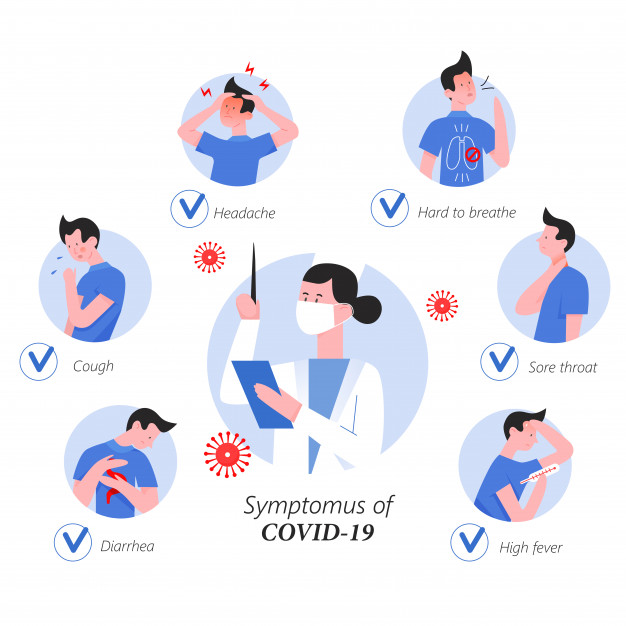 Headache
Hard to breathe
Cough
Sore throat
Diarrhea
High fever
Symptomus of
COVID-19